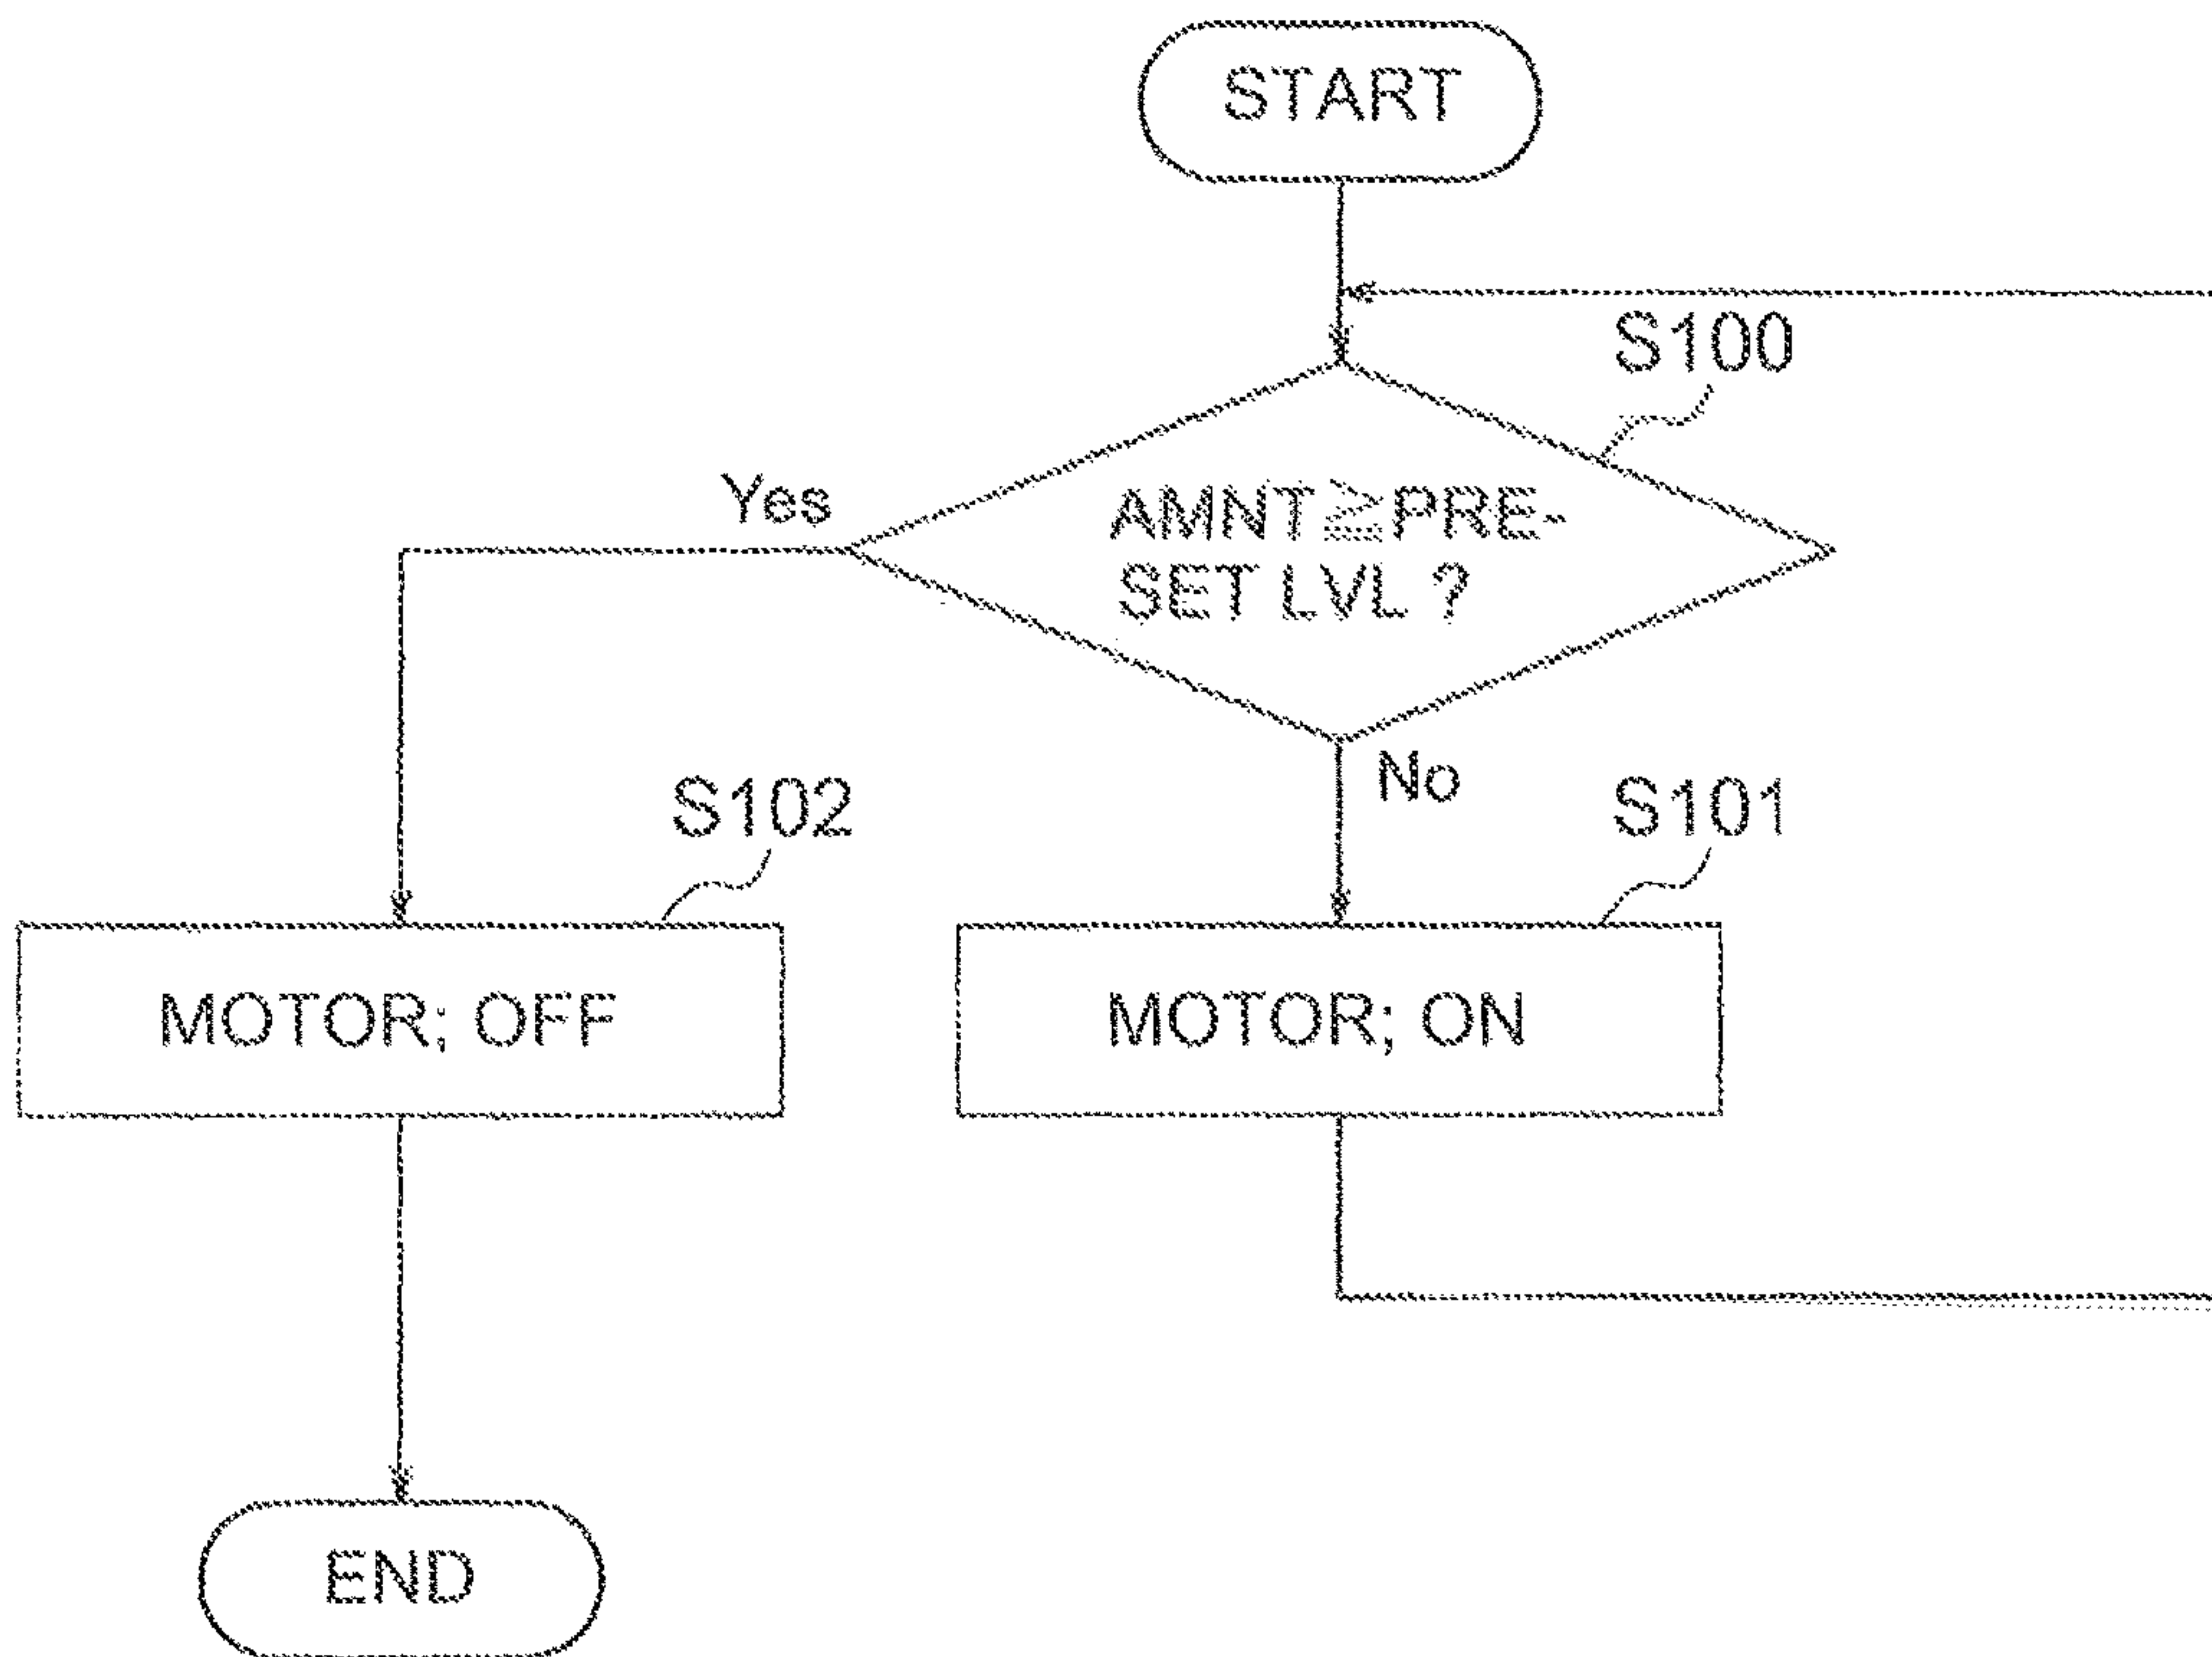 START
S100
Yes
AMNT ≧ PRE-
SET LVL ?
No
S102
S101
MOTOR; OFF
MOTOR; ON
END